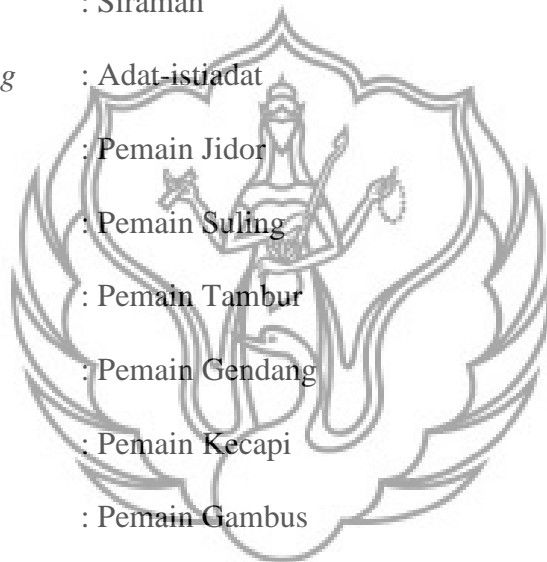 : Siraman
g : Adat-istiadat
: Pemain Jidor
: Pemain Suling
: Pemain Tambur
: Pemain Gendang
: Pemain Kecapi
: Pemain Gambus